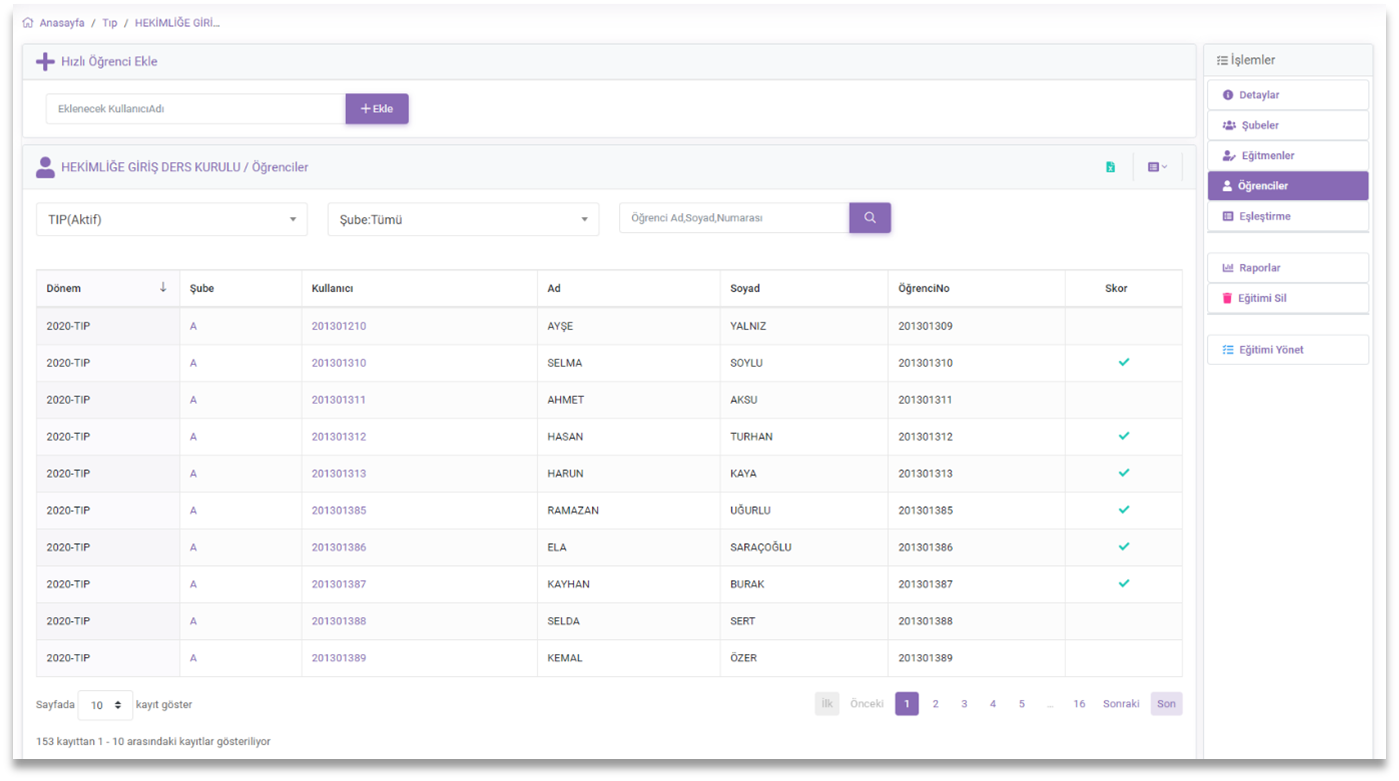 Anasayfa / Tıp / HEKİMLİĞE GİRİ...
Hızlı Öğrenci Ekle
Eklenecek KullanıcıAdı
+ Ekle
HEKİMLİĞE GİRİŞ DERS KURULU / Öğrenciler
TIP(Aktif) Şube:Tümü Öğrenci Ad,Soyad,Numarası
Dönem Şube Kullanıcı Ad Soyad ÖğrenciNo Skor
2020-TIP A 201301210 AYŞE YALNIZ 201301309
2020-TIP A 201301310 SELMA SOYLU 201301310
2020-TIP A 201301311 AHMET AKSU 201301311
2020-TIP A 201301312 HASAN TURHAN 201301312
2020-TIP A 201301313 HARUN KAYA 201301313
2020-TIP A 201301385 RAMAZAN UĞURLU 201301385
2020-TIP A 201301386 ELA SARAÇOĞLU 201301386
2020-TIP A 201301387 KAYHAN BURAK 201301387
2020-TIP A 201301388 SELDA SERT 201301388
2020-TIP A 201301389 KEMAL ÖZER 201301389
Sayfada 10 kayıt göster
İlk Önceki 1 2 3 4 5 ... 16 Sonraki Son
153 kayıttan 1 - 10 arasındaki kayıtlar gösteriliyor
İşlemler
Detaylar
Şubeler
Eğitmenler
Öğrenciler
Eşleştirme
Raporlar
Eğitimi Sil
Eğitimi Yönet